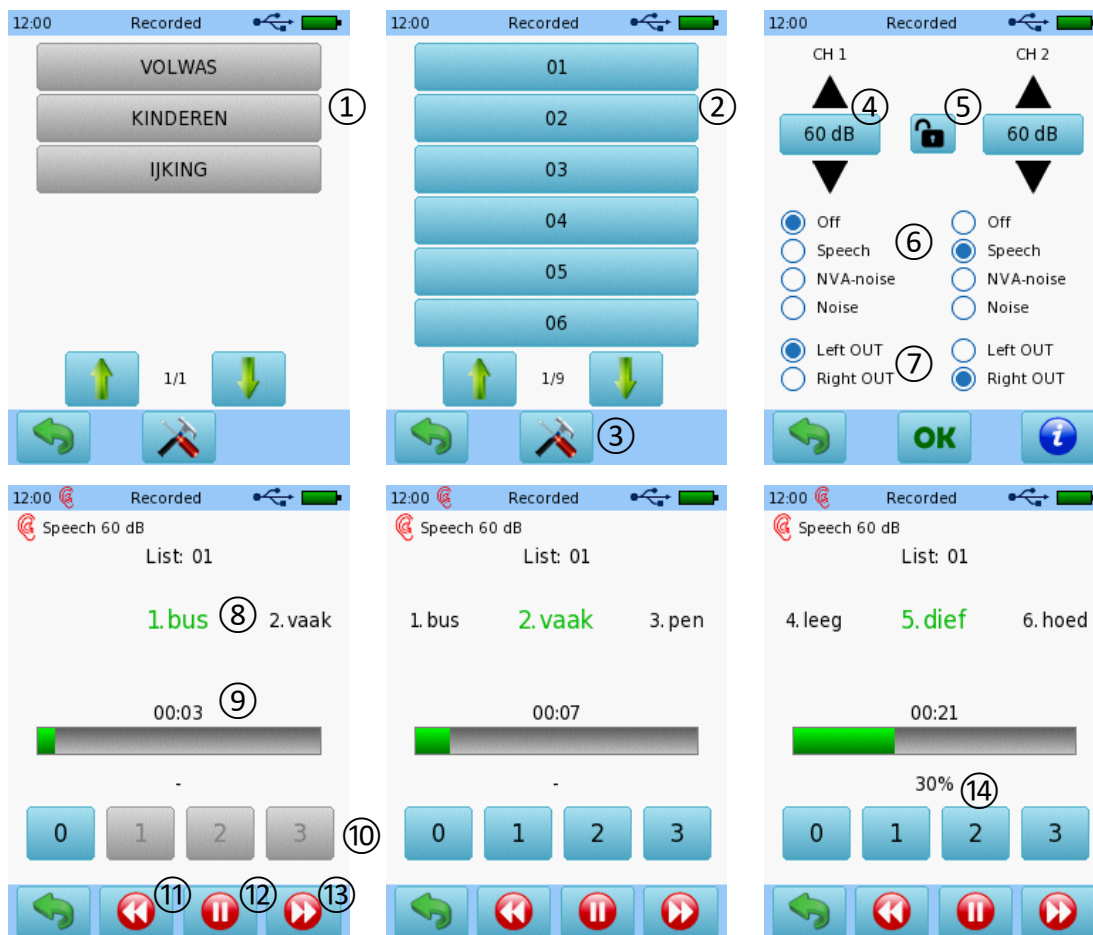 12:00 Recorded
VOLWAS
KINDEREN
IJKING
①
1/1
12:00 Recorded
01
02
03
04
05
06
②
1/9
③
12:00 Recorded
CH 1 CH 2
④ ⑤
60 dB 60 dB
Off Off
Speech ⑥ Speech
NVA-noise NVA-noise
Noise Noise
Left OUT Left OUT
⑦
Right OUT Right OUT
OK i
12:00 Recorded
Speech 60 dB
List: 01
1. bus ⑧ 2. vaak
00:03 ⑨
-
0 1 2 3 ⑩
⑪ ⑫ ⑬
12:00 Recorded
Speech 60 dB
List: 01
1. bus 2. vaak 3. pen
00:07
-
0 1 2 3
12:00 Recorded
Speech 60 dB
List: 01
4. leeg 5. dief 6. hoed
00:21
30% ⑭
0 1 2 3